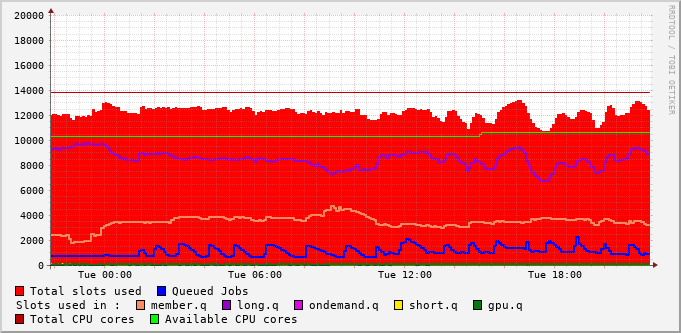 20000
18000
16000
14000
12000
10000
8000
6000
4000
2000
0
Tue 00:00 Tue 06:00 Tue 12:00 Tue 18:00
Total slots used Queued Jobs
Slots used in : member.q long.q ondemand.q short.q gpu.q
Total CPU cores Available CPU cores
RRDTOOL / TOBI OETIKER